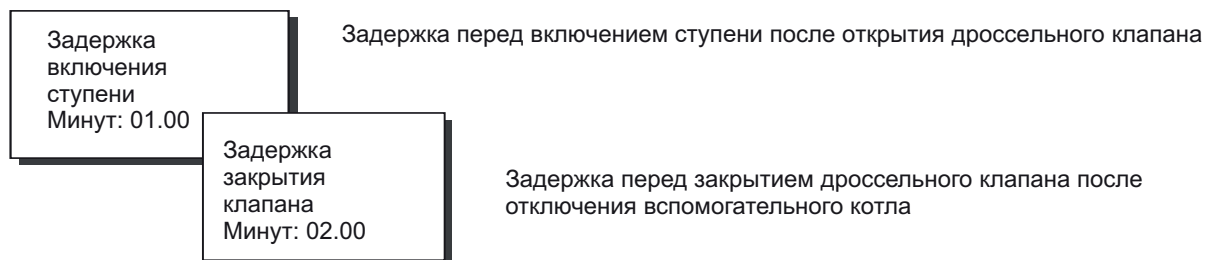 Задержка
включения
ступени
Минут: 01.00
Задержка перед включением ступени после открытия дроссельного клапана
Задержка
закрытия
клапана
Минут: 02.00
Задержка перед закрытием дроссельного клапана после
отключения вспомогательного котла